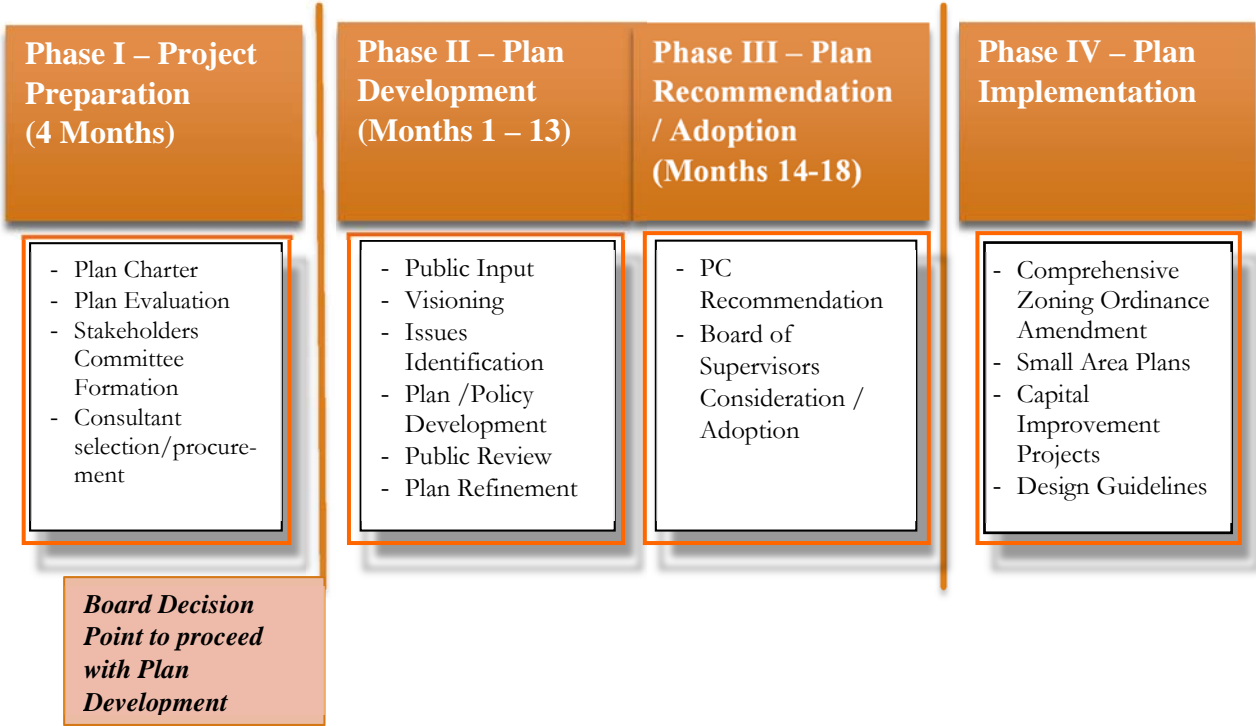 Phase I – Project
Preparation
(4 Months)
- Plan Charter
- Plan Evaluation
- Stakeholders
Committee
Formation
- Consultant
selection/procure-
ment
Board Decision
Point to proceed
with Plan
Development
Phase II – Plan
Development
(Months 1 – 13)
- Public Input
- Visioning
- Issues
Identification
- Plan /Policy
Development
- Public Review
- Plan Refinement
Phase III – Plan
Recommendation
/ Adoption
(Months 14-18)
- PC
Recommendation
- Board of
Supervisors
Consideration /
Adoption
Phase IV – Plan
Implementation
- Comprehensive
Zoning Ordinance
Amendment
- Small Area Plans
- Capital
Improvement
Projects
- Design Guidelines